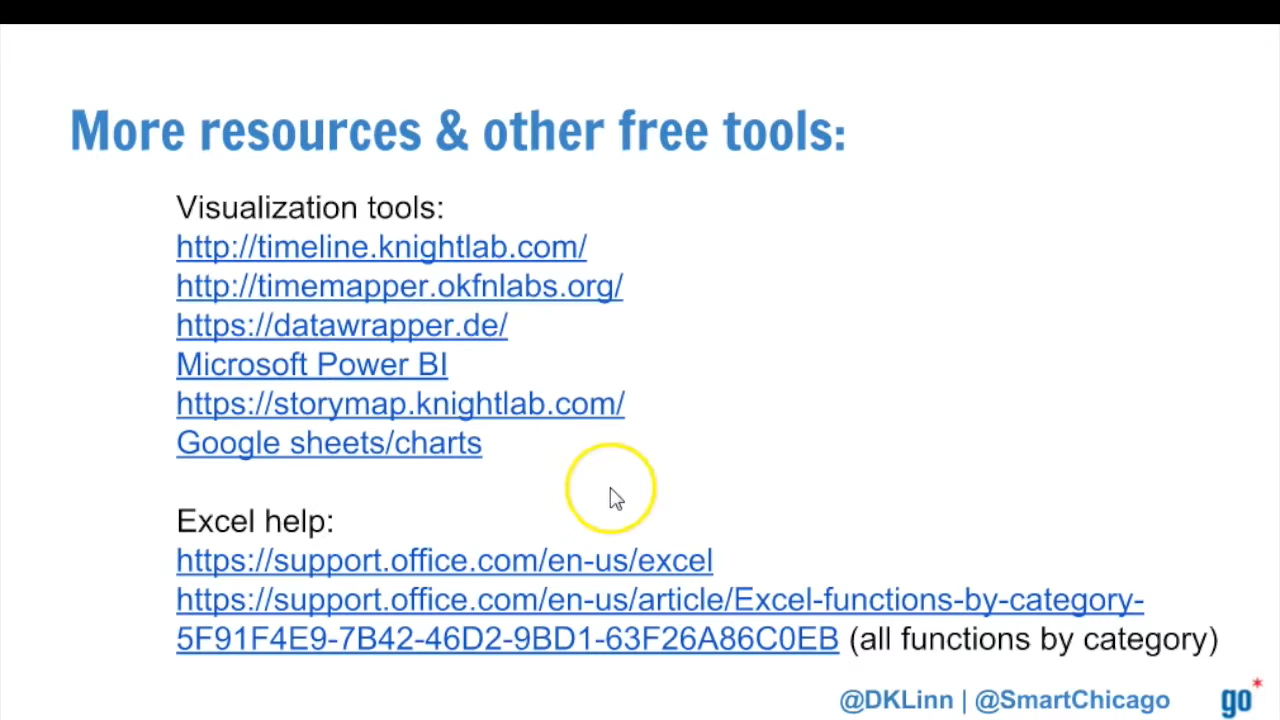 More resources & other free tools:
Visualization tools:
http://timeline.knightlab.com/
http://timemapper.okfnlabs.org/
https://datawrapper.de/
Microsoft Power BI
https://storymap.knightlab.com/
Google sheets/charts
Excel help:
https://support.office.com/en-us/excel
https://support.office.com/en-us/article/Excel-functions-by-category-
5F91F4E9-7B42-46D2-9BD1-63F26A86C0EB (all functions by category)
@DKLinn | @SmartChicago
go*